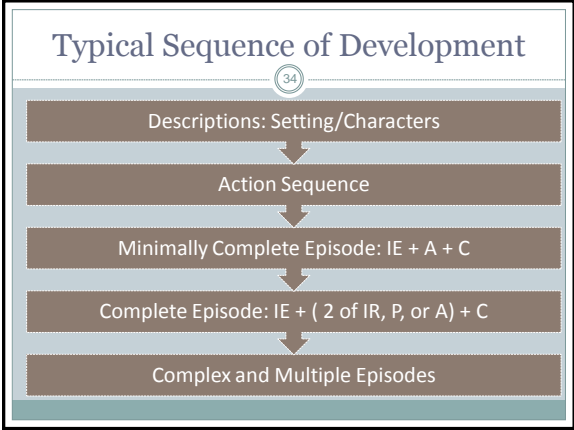 Typical Sequence of Development
34
Descriptions: Setting/Characters
Action Sequence
Minimally Complete Episode: IE + A + C
Complete Episode: IE + ( 2 of IR, P, or A) + C
Complex and Multiple Episodes